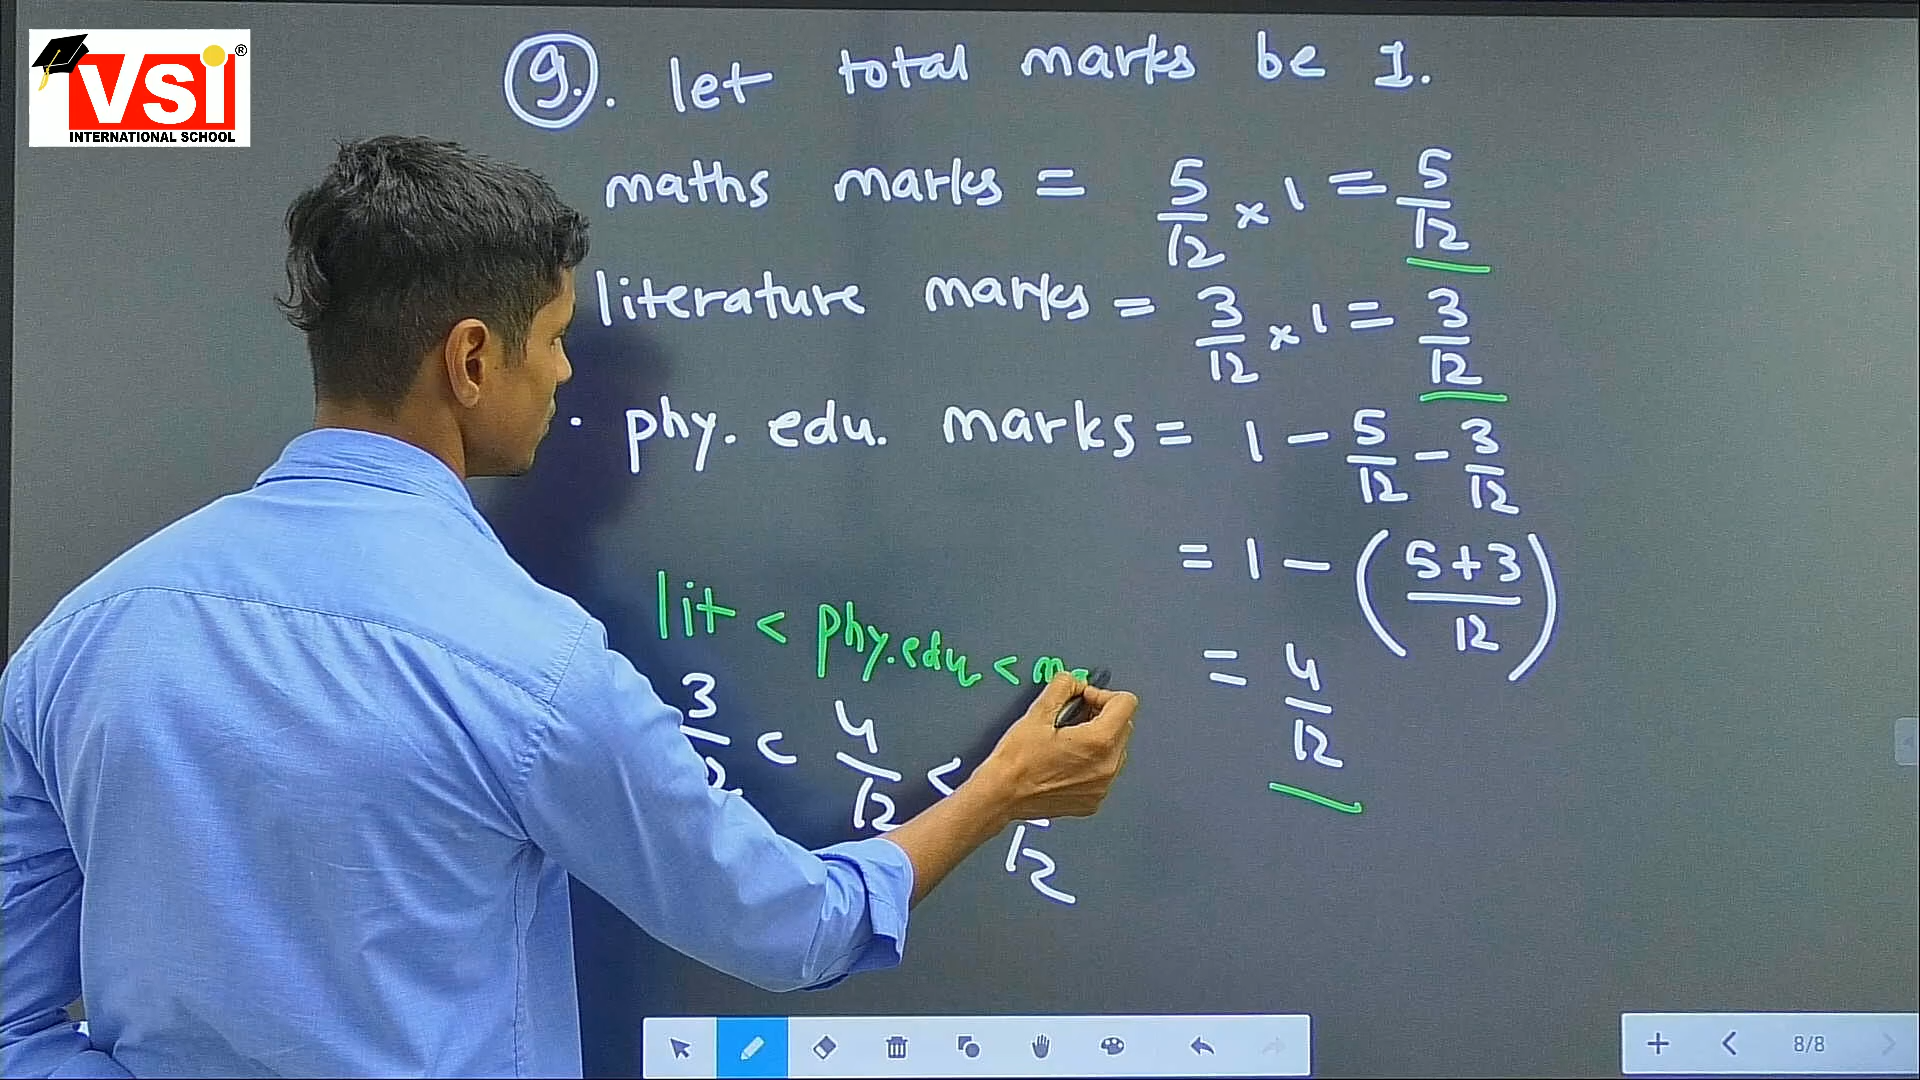 VSI®
INTERNATIONAL SCHOOL
9. let total marks be 1.
maths marks = 5/12 × 1 = 5/12
literature marks = 3/12 × 1 = 3/12
phy. edu. marks = 1 - 5/12 - 3/12
= 1 - (5+3/12)
= 4/12
lit < phy.edu <
3 < 4/12 <
12
8/8